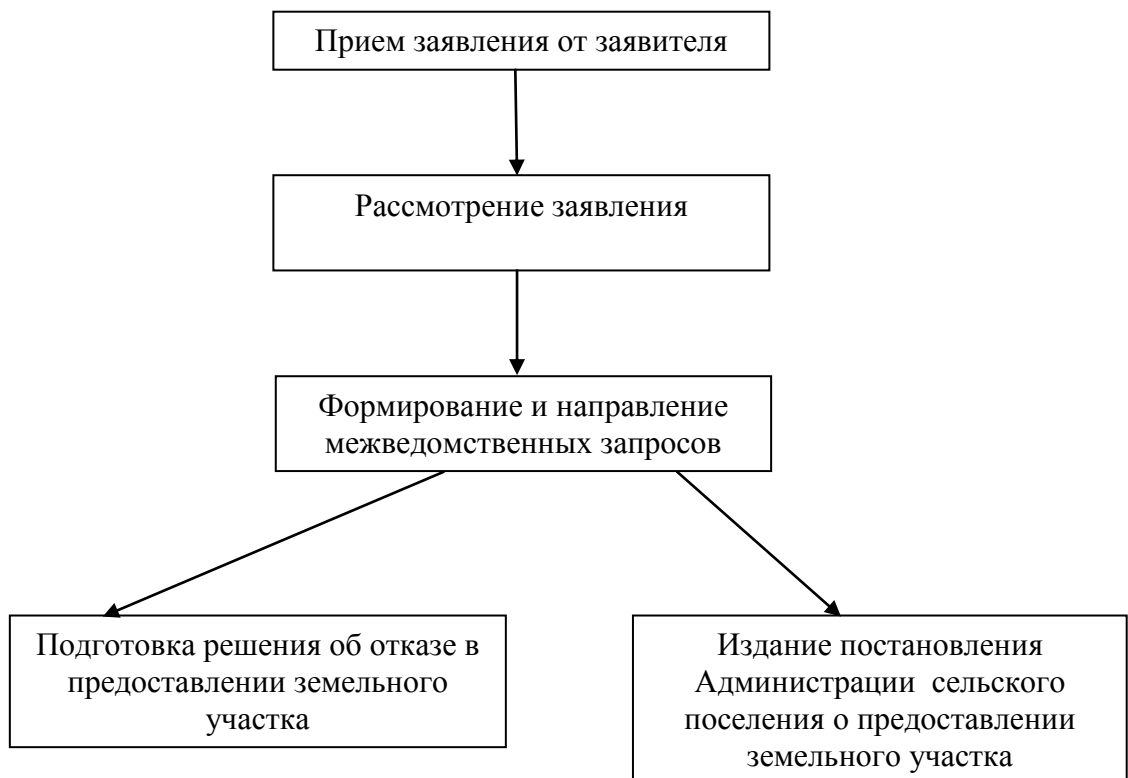 Прием заявления от заявителя
Рассмотрение заявления
Формирование и направление
межведомственных запросов
Подготовка решения об отказе в
предоставлении земельного
участка
Издание постановления
Администрации  сельского
поселения о предоставлении
земельного участка